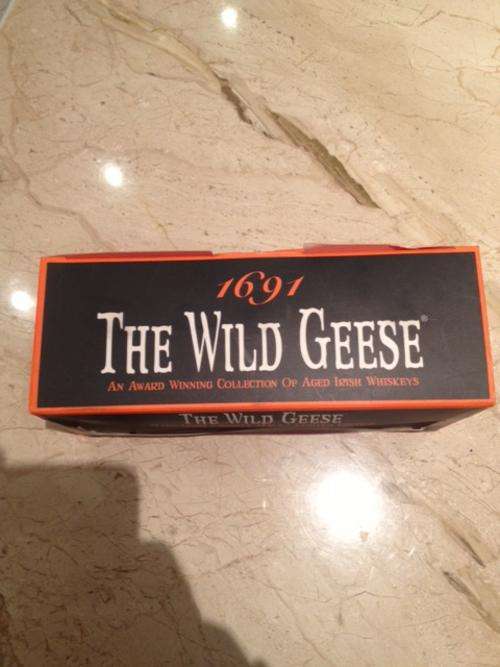 1691
THE WILD GEESE®
AN AWARD WINNING COLLECTION OF AGED IRISH WHISKEYS
THE WILD GEESE